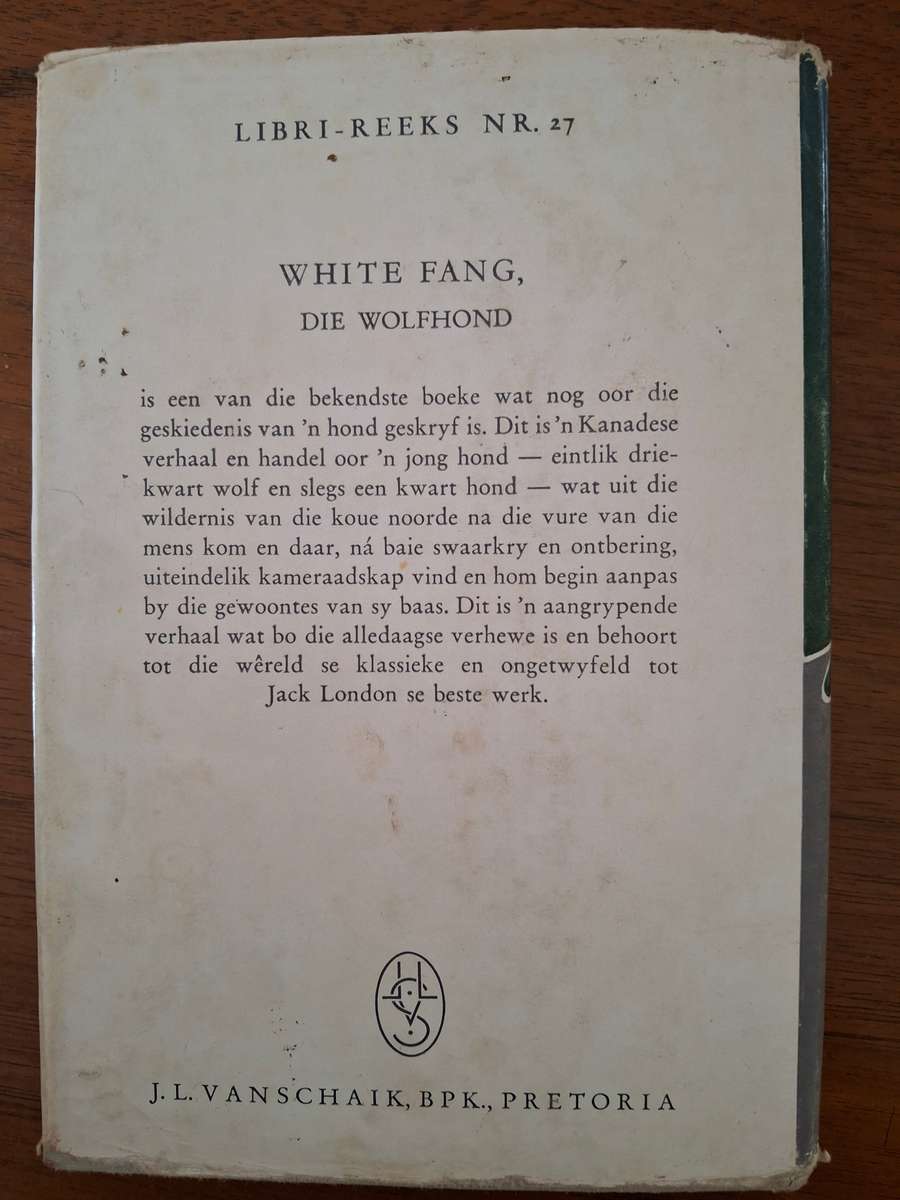 LIBRI-REEKS NR. 27
WHITE FANG,
DIE WOLFHOND
is een van die bekendste boeke wat nog oor die
geskiedenis van 'n hond geskryf is. Dit is 'n Kanadese
verhaal en handel oor 'n jong hond — eintlik drie-
kwart wolf en slegs een kwart hond — wat uit die
wildernis van die koue noorde na die vure van die
mens kom en daar, ná baie swaarkry en ontbering,
uiteindelik kameraadskap vind en hom begin aanpas
by die gewoontes van sy baas. Dit is 'n aangrypende
verhaal wat bo die alledaagse verhewe is en behoort
tot die wêreld se klassieke en ongetwyfeld tot
Jack London se beste werk.
J. L. VAN SCHAIK, BPK., PRETORIA